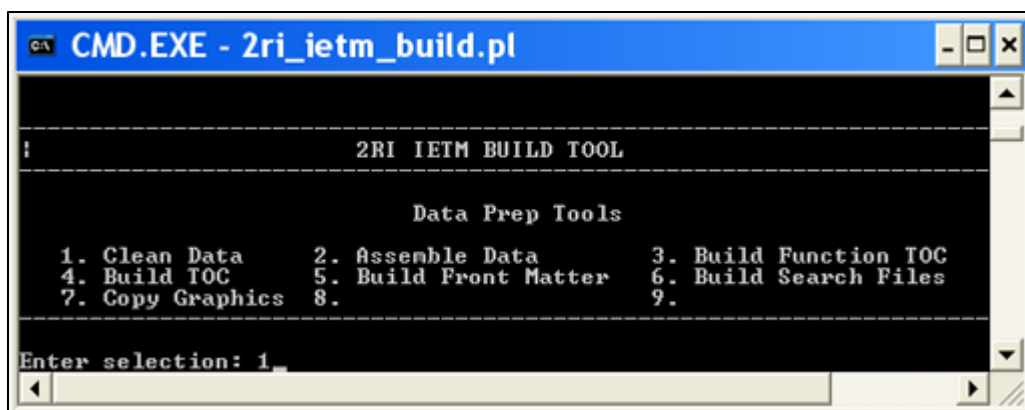 CMD.EXE - 2ri_ietm_build.pl
2RI IETM BUILD TOOL
Data Prep Tools
1. Clean Data 2. Assemble Data 3. Build Function TOC
4. Build TOC 5. Build Front Matter 6. Build Search Files
7. Copy Graphics 8. 9.
Enter selection: 1_